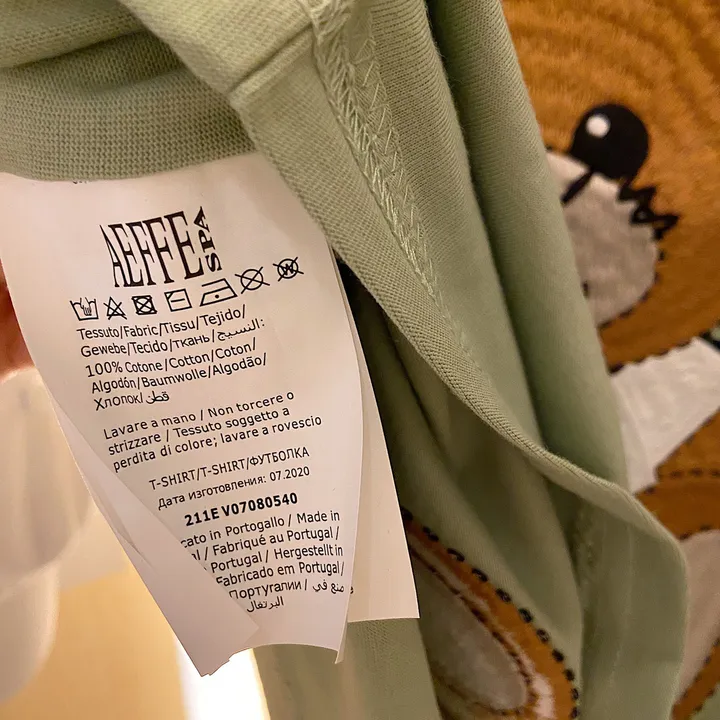 AEFFE SPA
W
Tessuto/Fabric/Tissu/Tejido/
Gewebe/Tecido/ткань/النسيج:
100% Cotone/Cotton/Coton/
Algodón/Baumwolle/Algodão/
Хлопок/ قطن
Lavare a mano / Non torcere o
strizzare / Tessuto soggetto a
perdita di colore; lavare a rovescio
T-SHIRT/T-SHIRT/ФУТБОЛКА
Дата изготовления: 07.2020
211E V07080540
cato in Portogallo / Made in
al / Fabriqué au Portugal /
Portugal / Hergestellt in
Fabricado em Portugal/
Португалии / صنع في
البرتغال